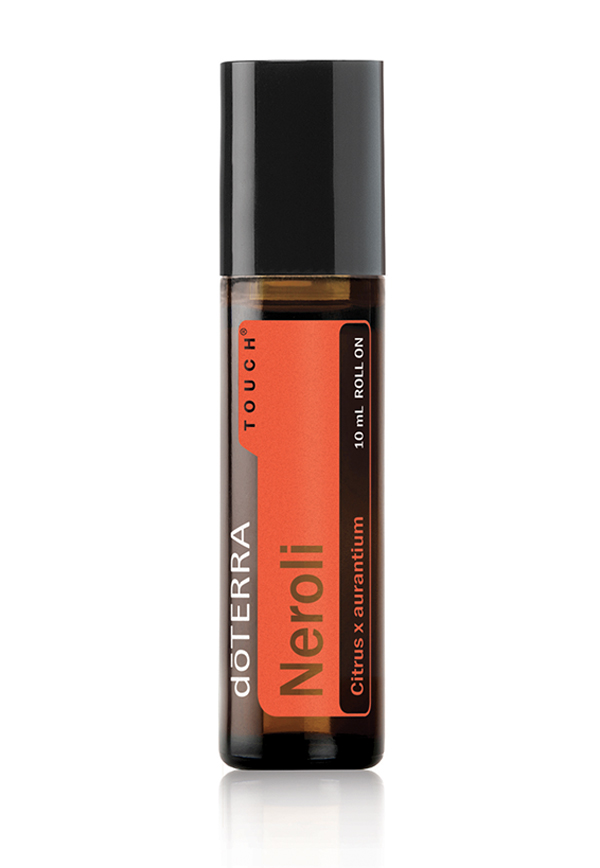 dōTERRA
TOUCH®
Neroli
Citrus x aurantium
10 mL ROLL ON